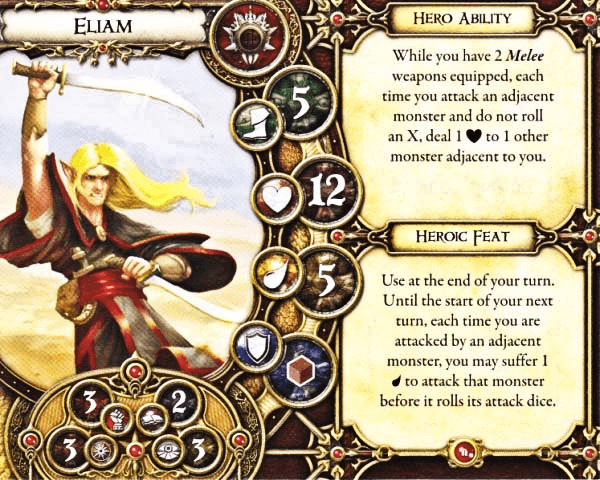 ELIAM
5
12
5
3
2
3
3
HERO ABILITY
While you have 2 Melee
weapons equipped, each
time you attack an adjacent
monster and do not roll
an X, deal 1 ♥ to 1 other
monster adjacent to you.
HEROIC FEAT
Use at the end of your turn.
Until the start of your next
turn, each time you are
attacked by an adjacent
monster, you may suffer 1
to attack that monster
before it rolls its attack dice.